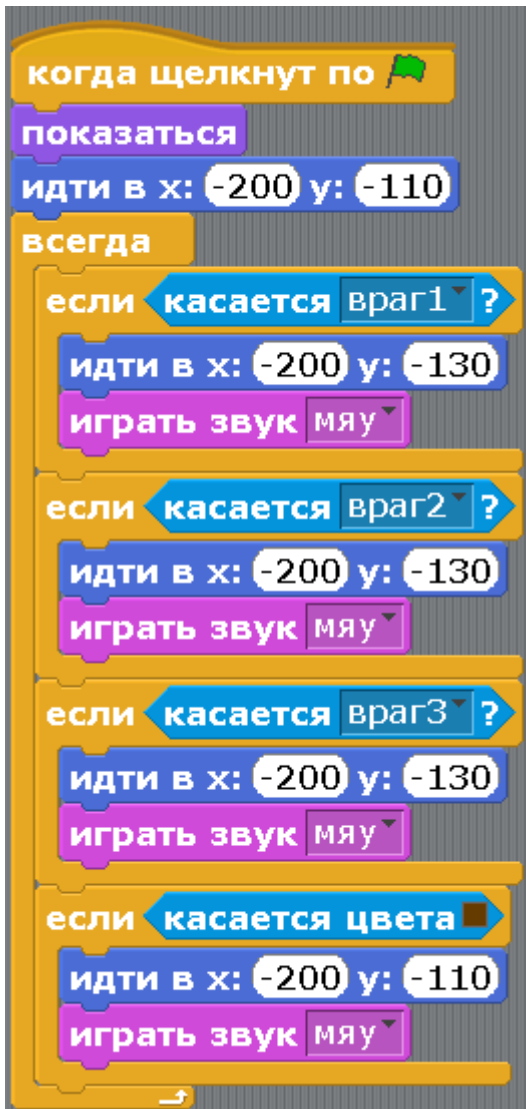 когда щелкнут по
показаться
идти в x: -200 y: -110
всегда
если касается враг1 ?
идти в x: -200 y: -130
играть звук мяу
если касается враг2 ?
идти в x: -200 y: -130
играть звук мяу
если касается враг3 ?
идти в x: -200 y: -130
играть звук мяу
если касается цвета
идти в x: -200 y: -110
играть звук мяу